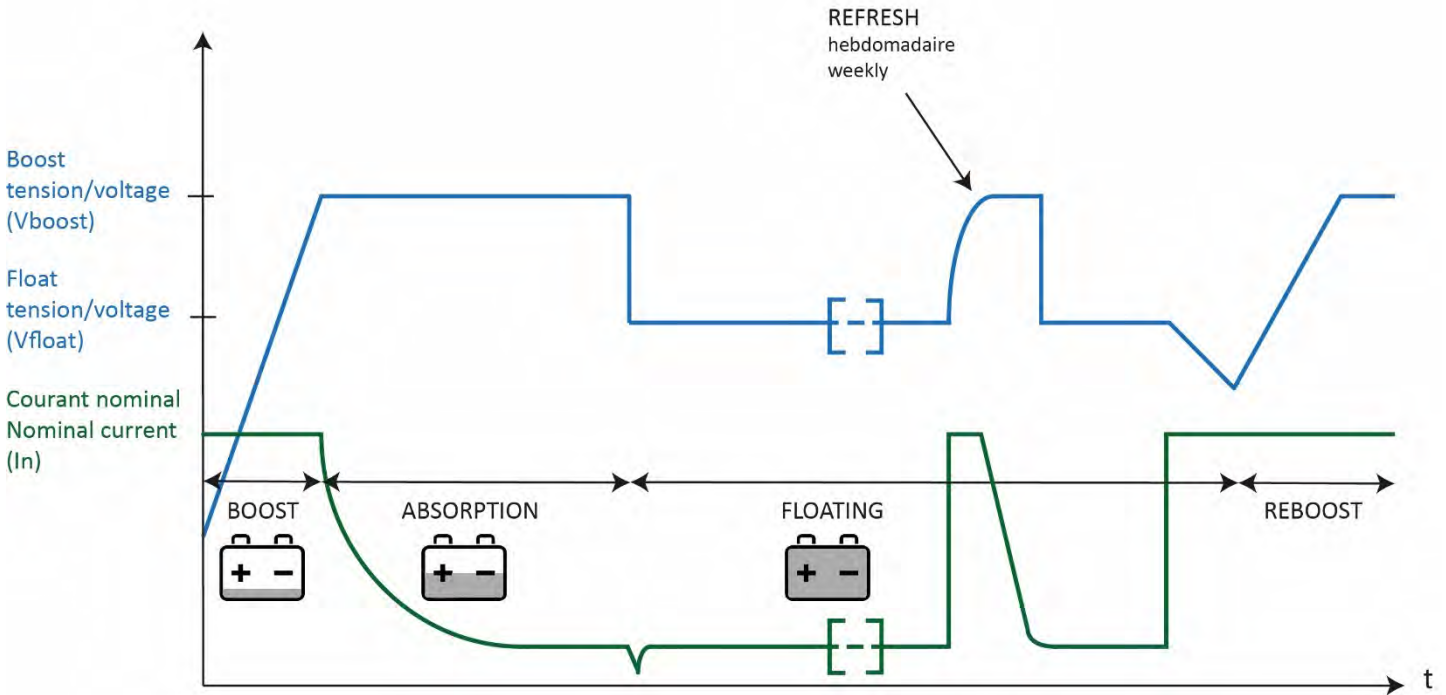 REFRESH
hebdomadaire
weekly
Boost
tension/voltage
(Vboost)
Float
tension/voltage
(Vfloat)
Courant nominal
Nominal current
(In)
BOOST
ABSORPTION
FLOATING
REBOOST
+ -
+ -
+ -
t